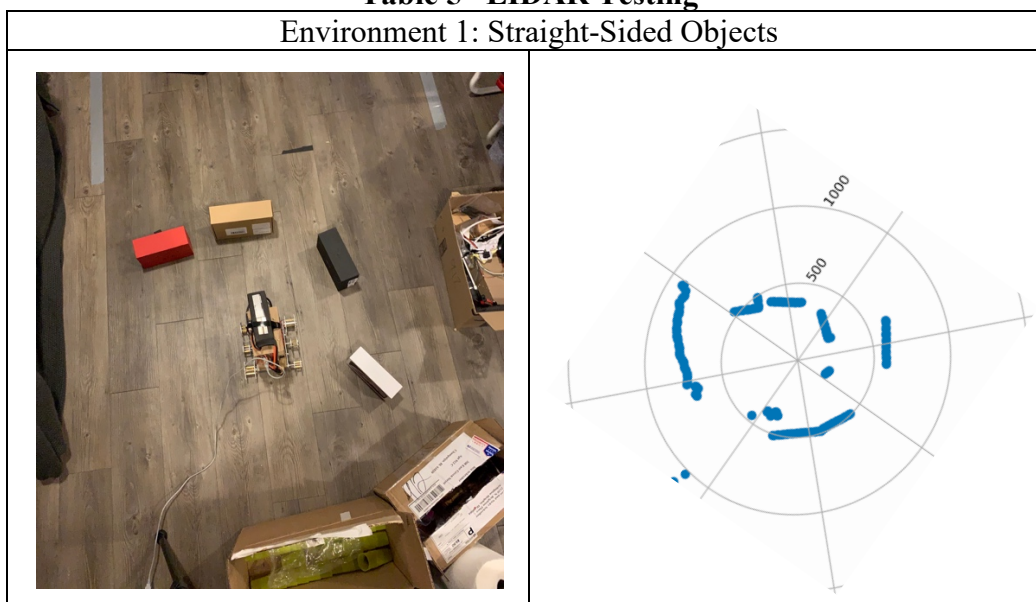 Table 3 - LIDAR Testing
Environment 1: Straight-Sided Objects
1000
500
P